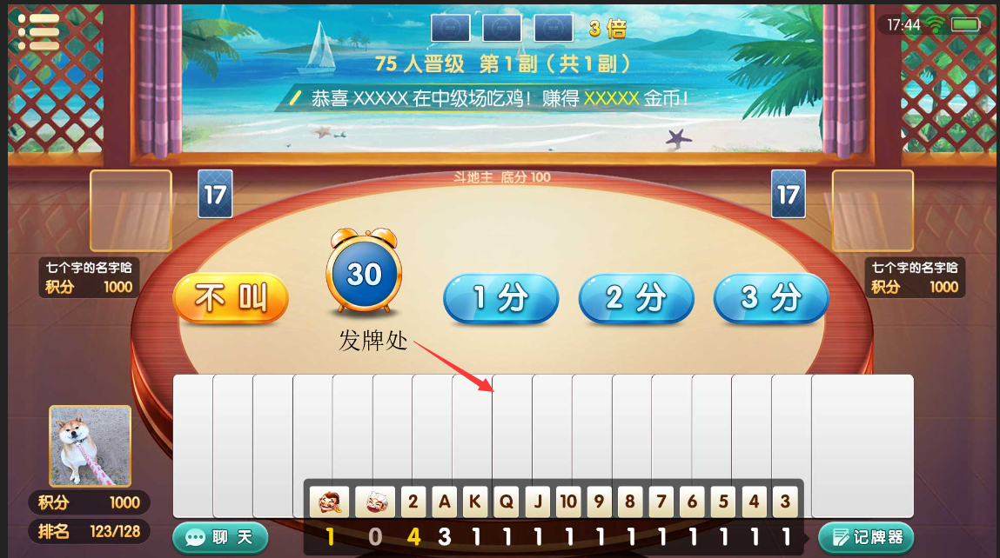 3 倍
17:44
75 人晋级 第 1 副 ( 共 1 副 )
恭喜 XXXXX 在中级场吃鸡! 赚得 XXXXX 金币!
斗地主 底分 100
17
17
七个字的名字哈
积分 1000
七个字的名字哈
积分 1000
不 叫
30
1 分
2 分
3 分
发牌处
积分 1000
排名 123/128
2 A K Q J 10 9 8 7 6 5 4 3
1 0 4 3 1 1 1 1 1 1 1 1 1 1 1
聊 天
记牌器